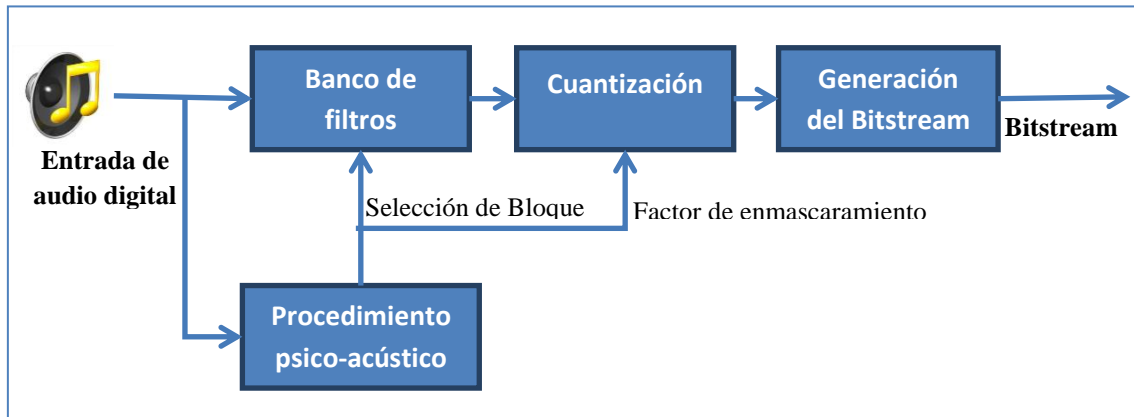 Banco de
filtros
Cuantización
Generación
del Bitstream
Bitstream
Entrada de
audio digital
Selección de Bloque
Factor de enmascaramiento
Procedimiento
psico-acústico